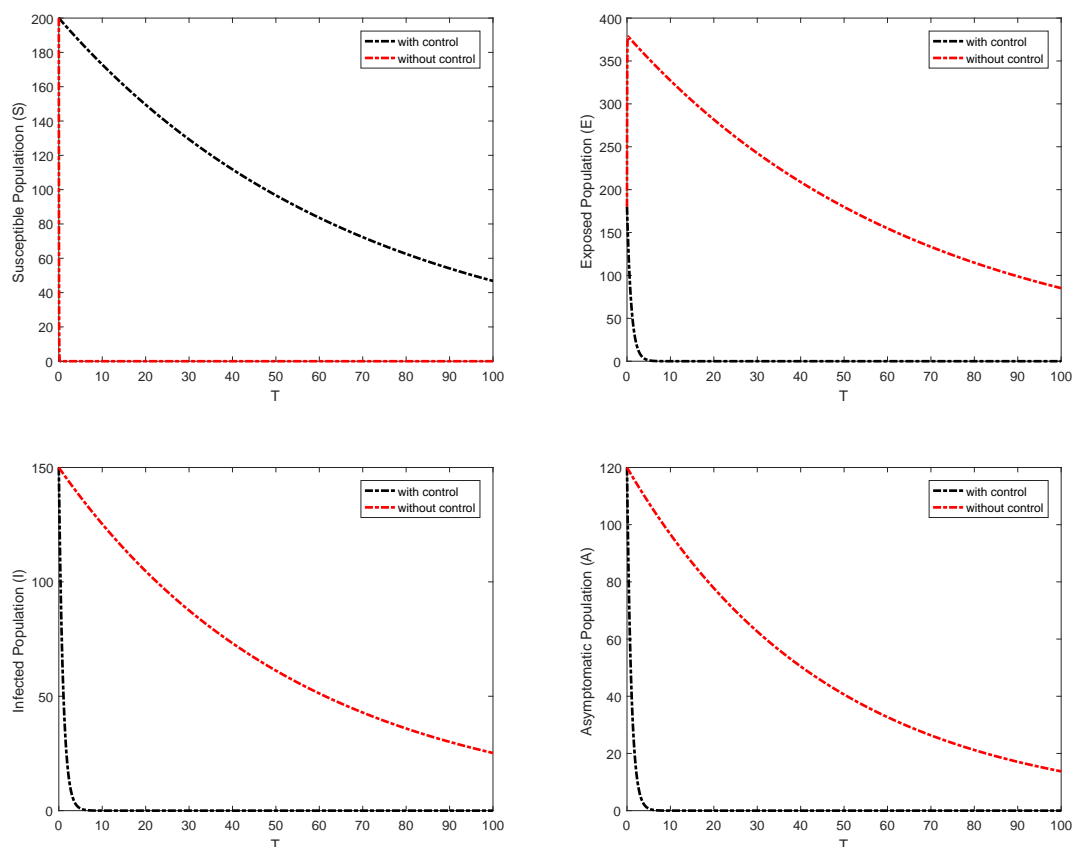 Susceptible Populatioon (S)
200
180
160
140
120
100
80
60
40
20
0
with control
without control
0 10 20 30 40 50 60 70 80 90 100
T
Exposed Population (E)
400
350
300
250
200
150
100
50
0
with control
without control
0 10 20 30 40 50 60 70 80 90 100
T
Infected Population (I)
150
100
50
0
with control
without control
0 10 20 30 40 50 60 70 80 90 100
T
Asymptomatic Population (A)
120
100
80
60
40
20
0
with control
without control
0 10 20 30 40 50 60 70 80 90 100
T